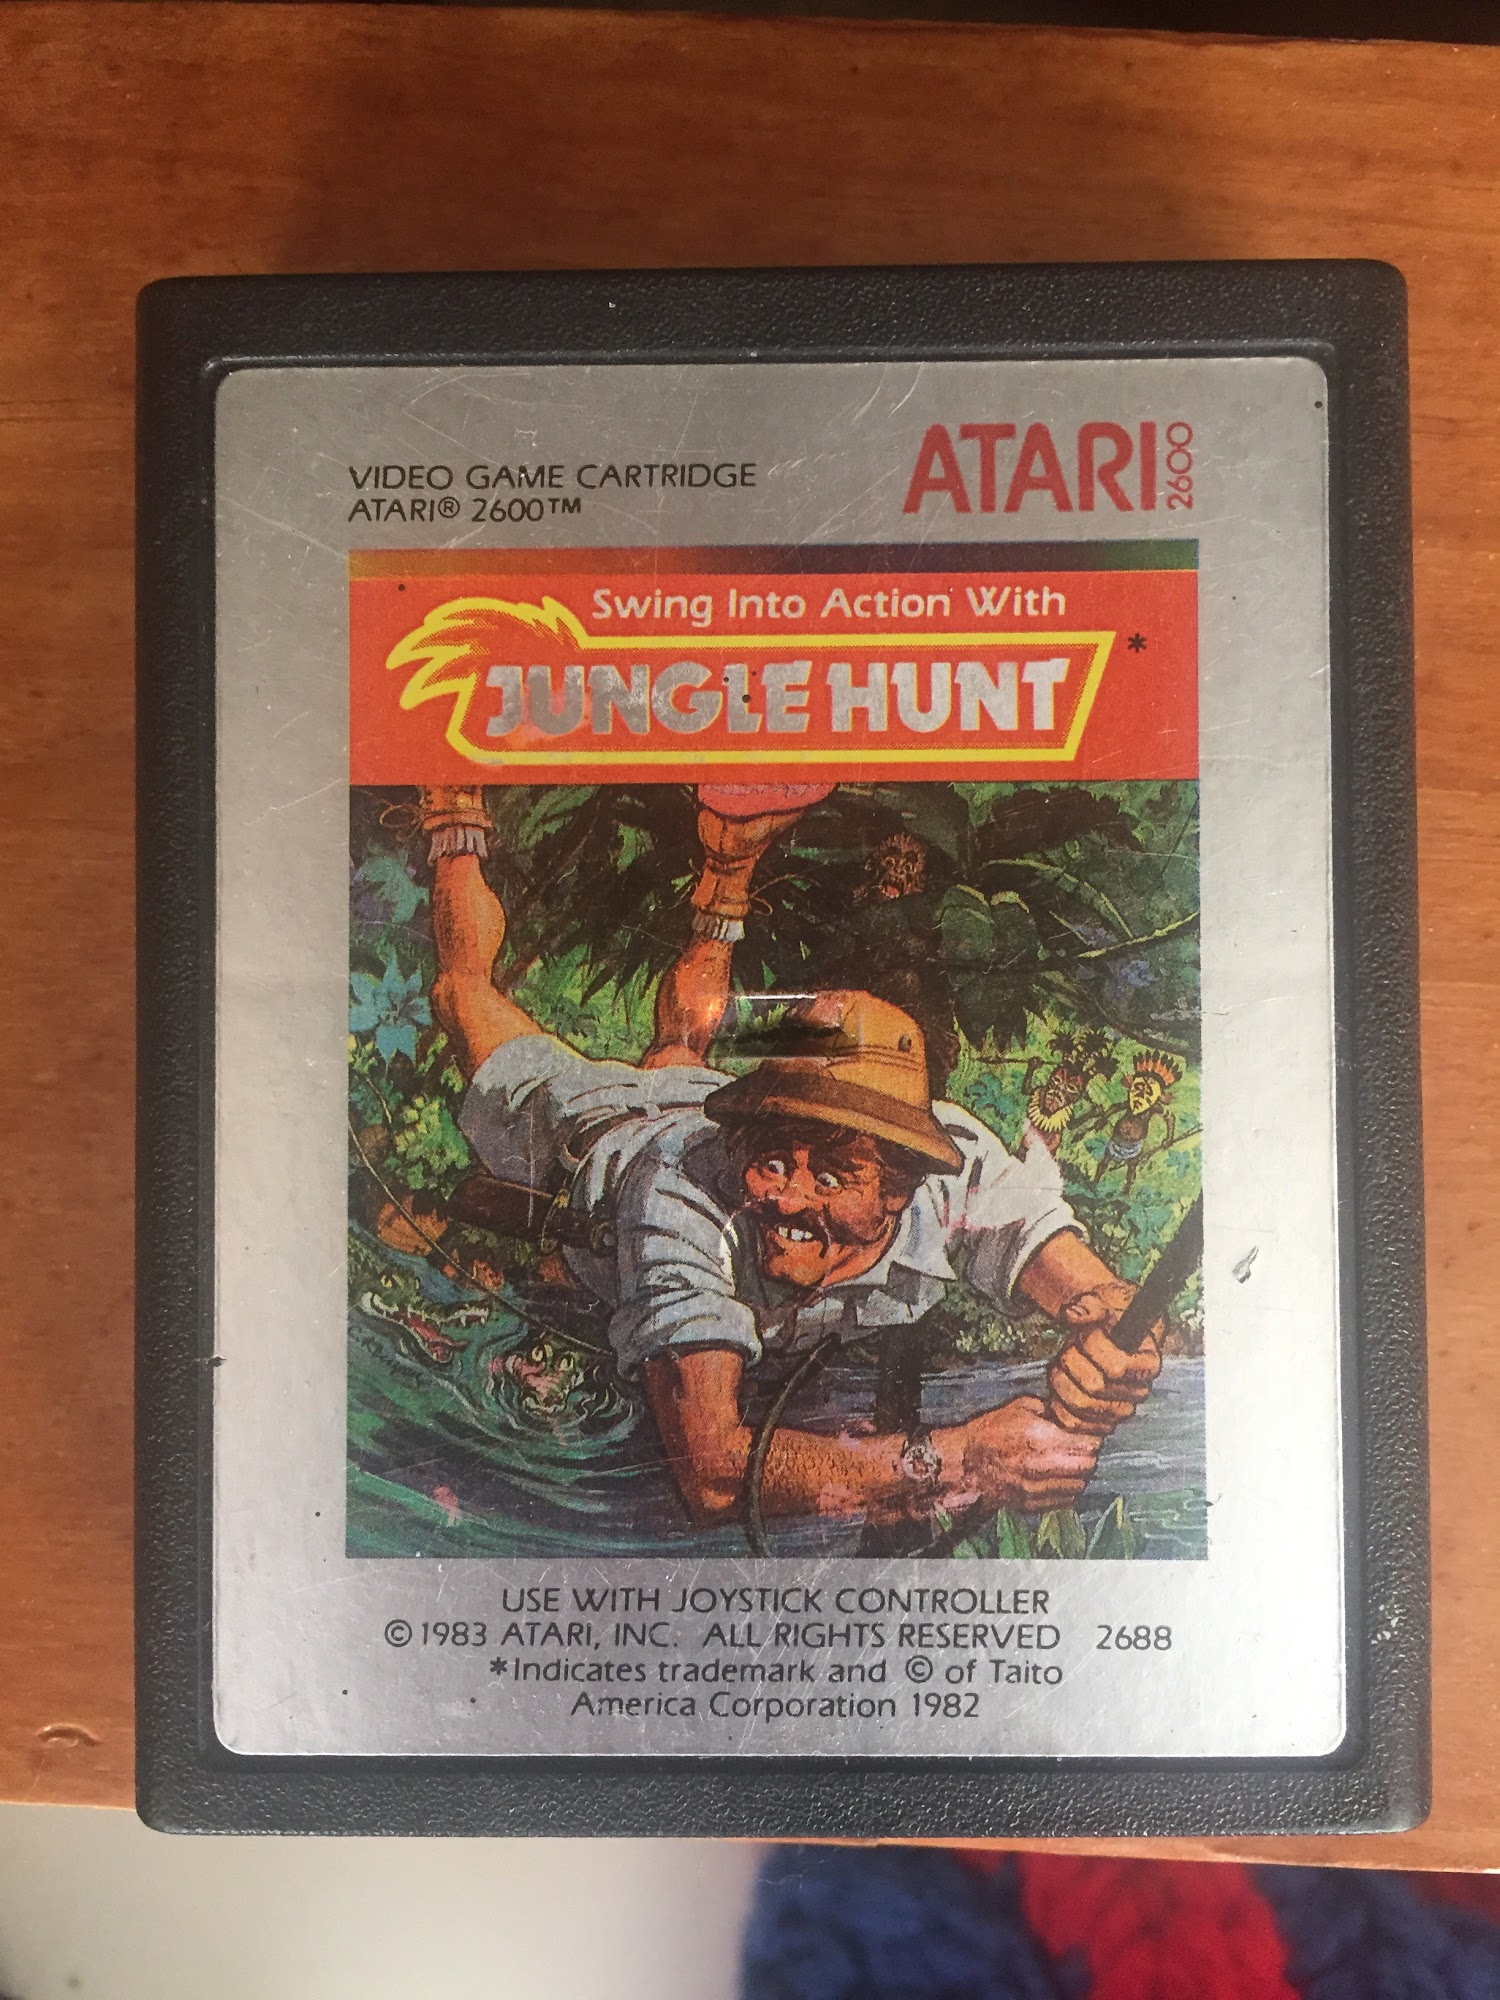 VIDEO GAME CARTRIDGE
ATARI® 2600™
ATARI 2600
Swing Into Action With
JUNGLE HUNT*
USE WITH JOYSTICK CONTROLLER
©1983 ATARI, INC. ALL RIGHTS RESERVED 2688
*Indicates trademark and © of Taito
America Corporation 1982